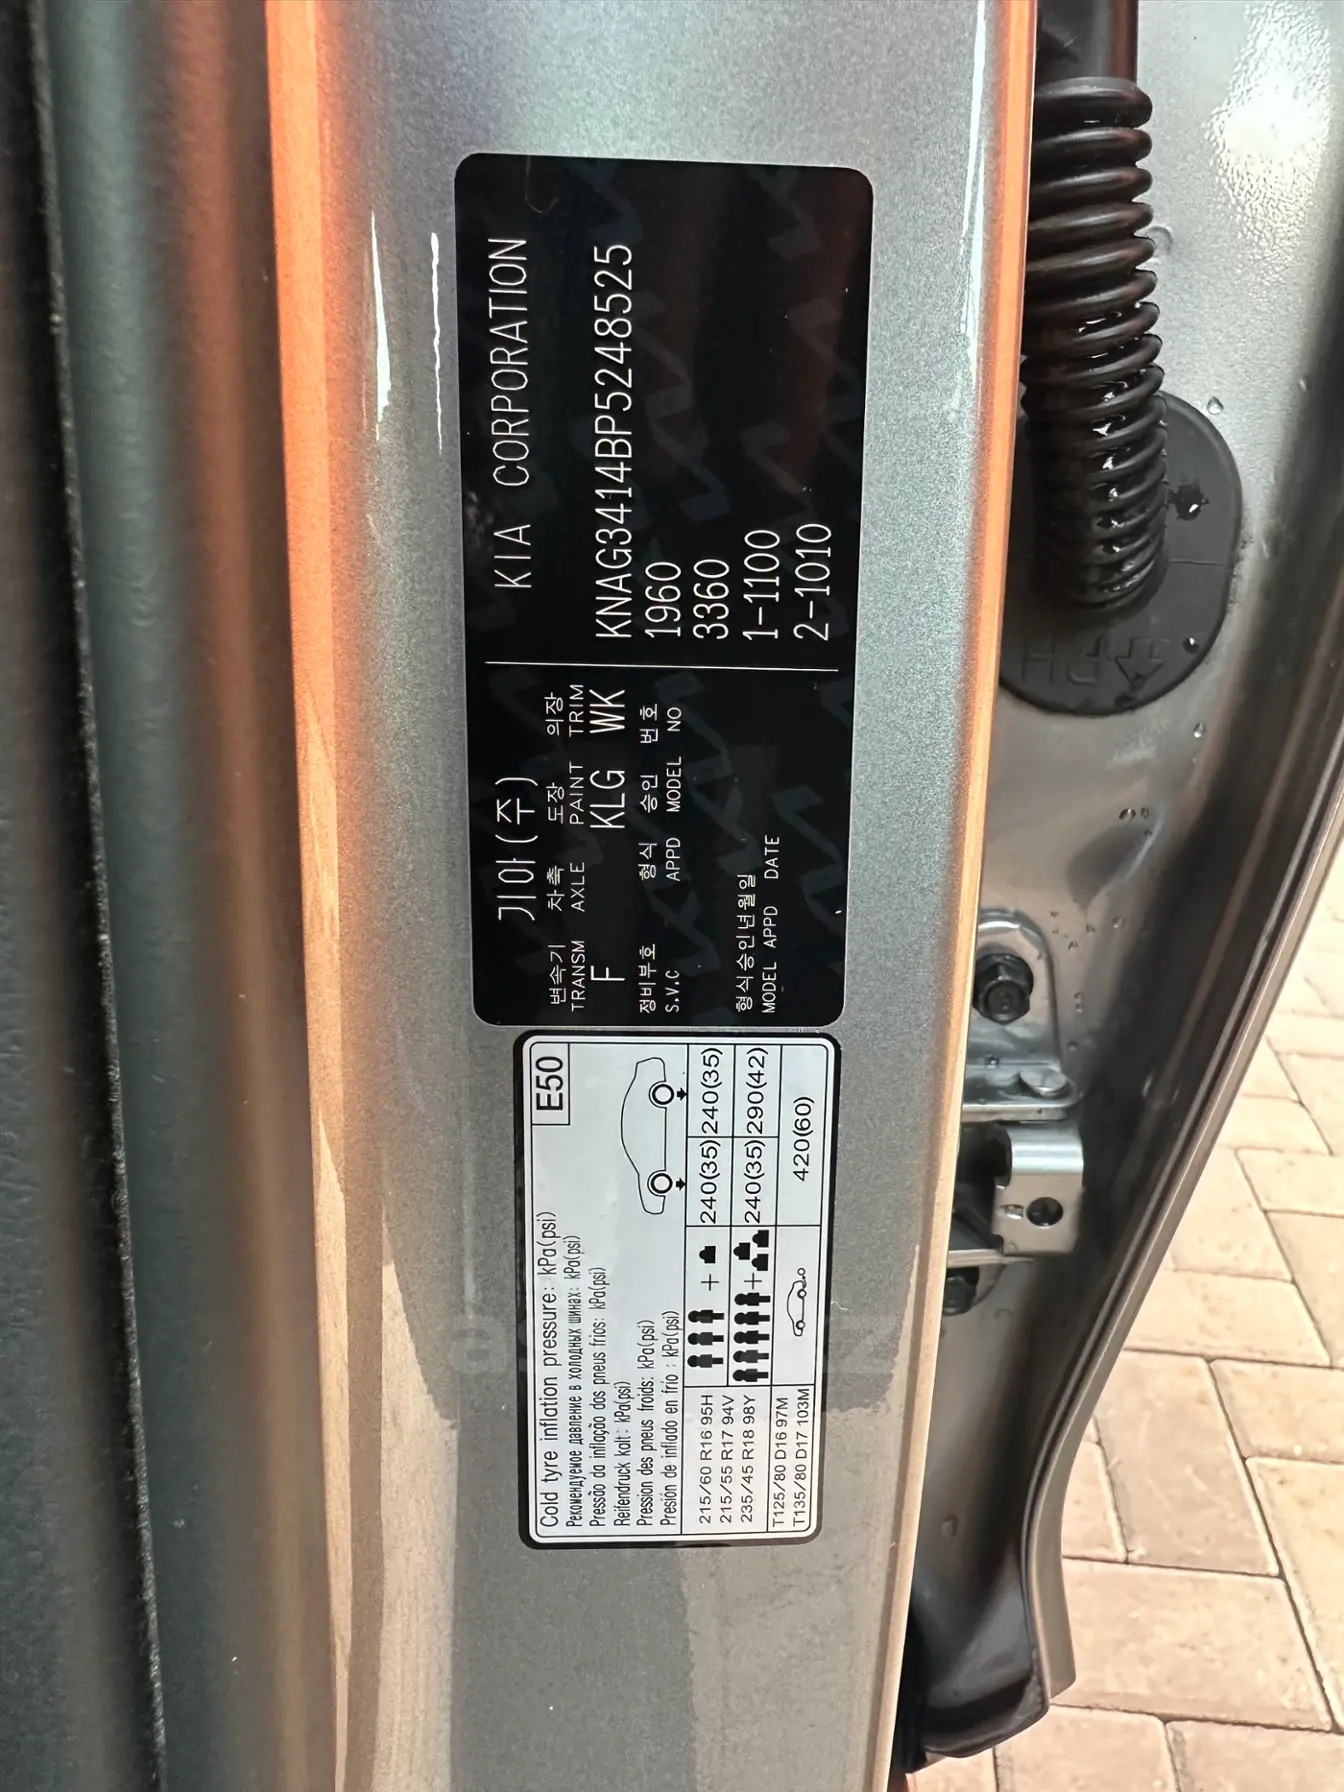 기아(주) KIA CORPORATION
변속기 차축 도장 의장
TRANSM AXLE PAINT TRIM
F KLG WK
KNAG3414BP5248525
정비부호 형식 승인 번호
S.V.C APPD MODEL NO
1960
3360
형식승인년월일
MODEL APPD DATE
1-1100
2-1010
E50
Cold tyre inflation pressure: kPa(psi)
Рекомендуемое давление в холодных шинах: kPa(psi)
Pressão da inflação dos pneus frios: kPa(psi)
Reifendruck kalt: kPa(psi)
Pression des pneus froids: kPa(psi)
Presión de inflado en frío : kPa(psi)
215/60 R16 95H
215/55 R17 94V
235/45 R18 98Y
+ 240(35) 240(35)
+ 240(35) 290(42)
T125/80 D16 97M
T135/80 D17 103M
420(60)
RH